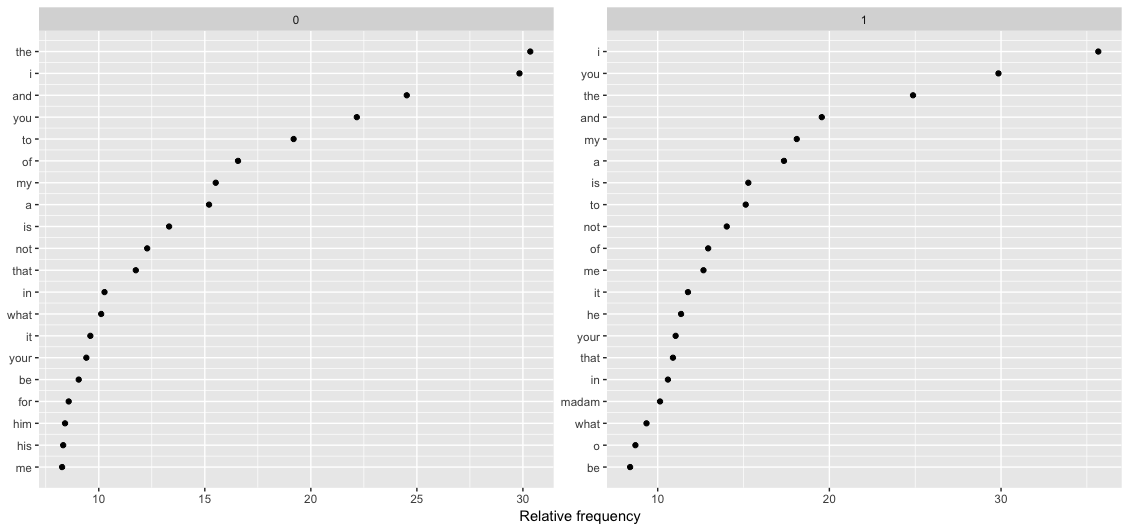 0
the
i
and
you
to
of
my
a
is
not
that
in
what
it
your
be
for
him
his
me
10 15 20 25 30
1
i
you
the
and
my
a
is
to
not
of
me
it
he
your
that
in
madam
what
o
be
10 20 30
Relative frequency